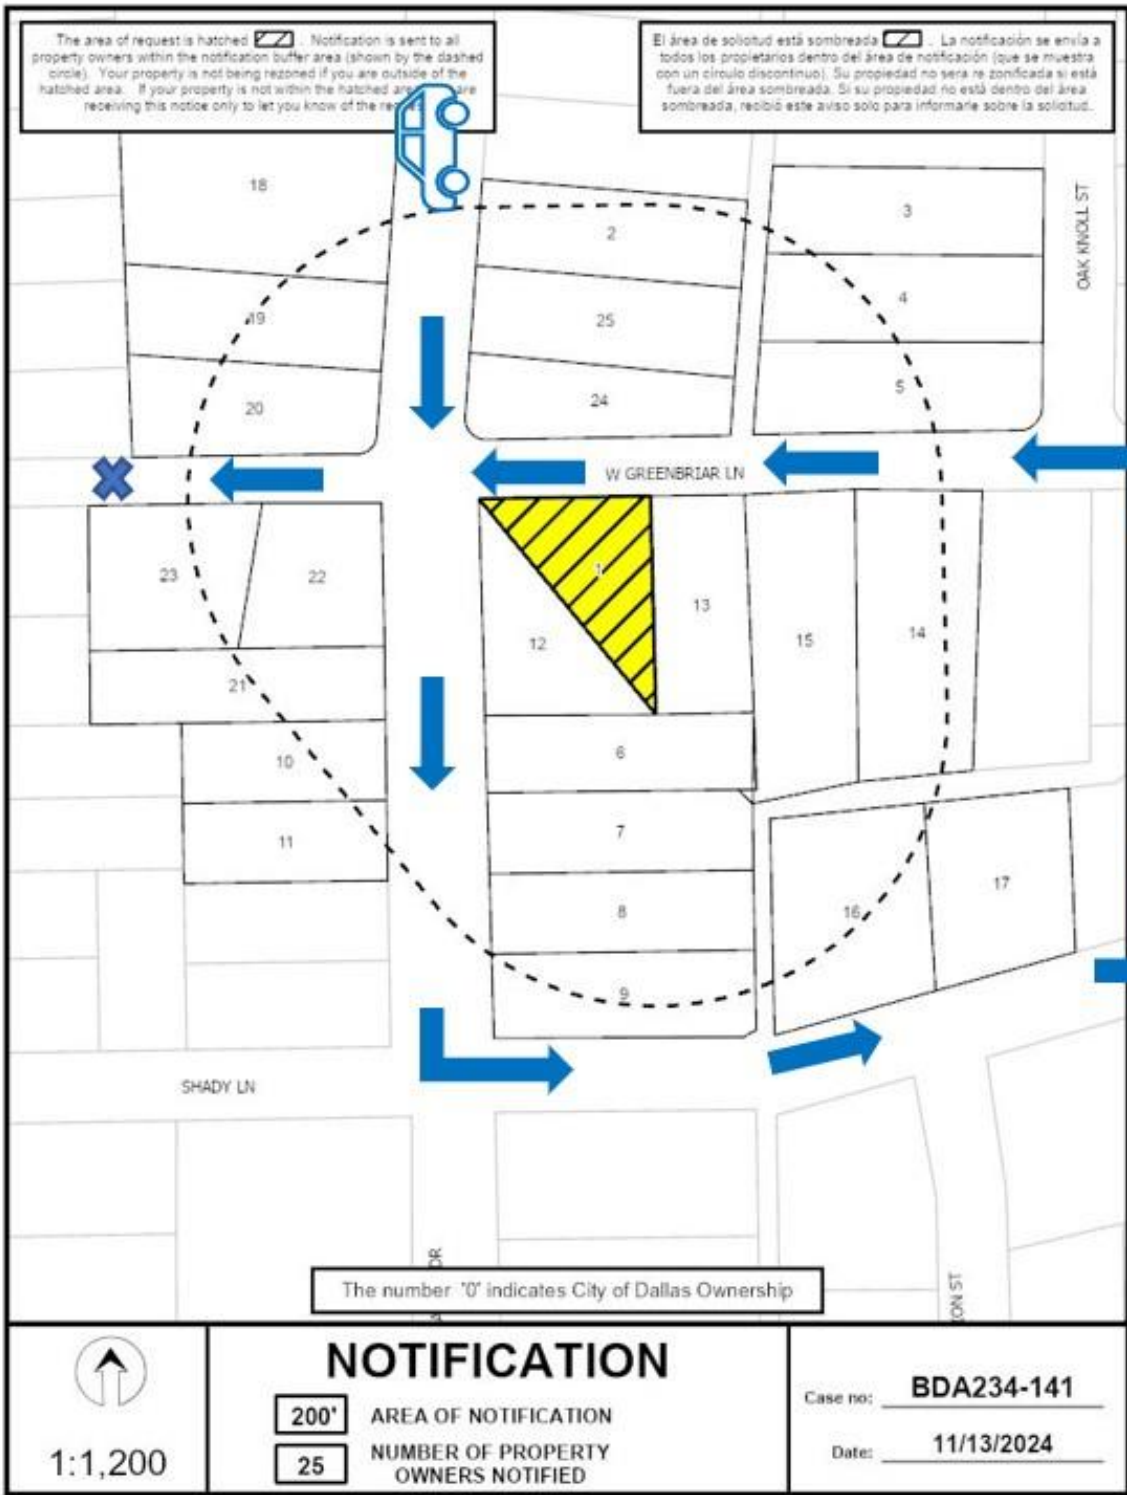 The area of request is hatched . Notification is sent to all
property owners within the notification buffer area (shown by the dashed
circle). Your property is not being rezoned if you are outside of the
hatched area. If your property is not within the hatched are
receiving this notice only to let you know of the
El área de solicitud está sombreada . La notificación se envía a
todos los propietarios dentro del área de notificación (que se muestra
con un círculo discontinuo). Su propiedad no sera re zonificada si está
fuera del área sombreada. Si su propiedad no está dentro del área
sombreada, recibió este aviso solo para informarle sobre la solicitud.
18
2
3
OAK KNOLL ST
4
19
25
5
20
24
W GREENBRIAR LN
23
22
1
13
12
15
14
21
10
6
11
7
8
16
17
9
SHADY LN
DR
ON ST
The number "0" indicates City of Dallas Ownership
1:1,200
NOTIFICATION
200' AREA OF NOTIFICATION
25 NUMBER OF PROPERTY
OWNERS NOTIFIED
Case no: BDA234-141
Date: 11/13/2024